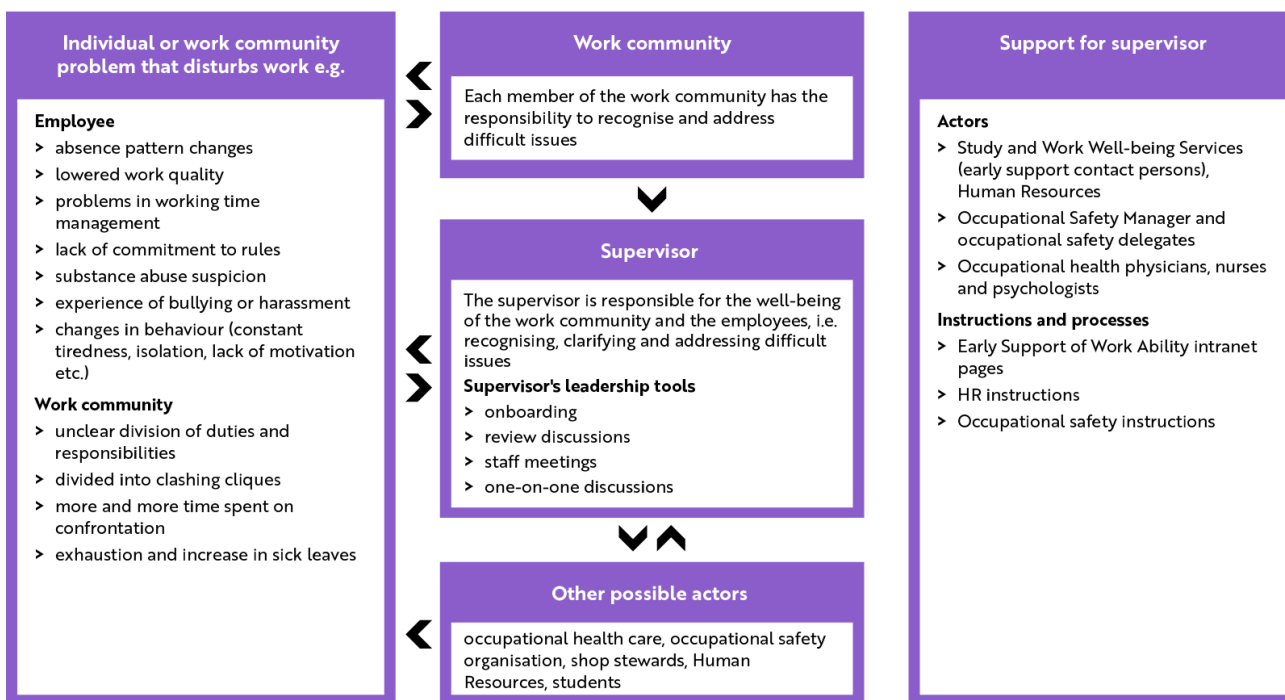 Individual or work community
problem that disturbs work e.g.
Employee
> absence pattern changes
> lowered work quality
> problems in working time
management
> lack of commitment to rules
> substance abuse suspicion
> experience of bullying or harassment
> changes in behaviour (constant
tiredness, isolation, lack of motivation
etc.)
Work community
> unclear division of duties and
responsibilities
> divided into clashing cliques
> more and more time spent on
confrontation
> exhaustion and increase in sick leaves
Work community
Each member of the work community has the
responsibility to recognise and address
difficult issues
Supervisor
The supervisor is responsible for the well-being
of the work community and the employees, i.e.
recognising, clarifying and addressing difficult
issues
Supervisor's leadership tools
> onboarding
> review discussions
> staff meetings
> one-on-one discussions
Other possible actors
occupational health care, occupational safety
organisation, shop stewards, Human
Resources, students
Support for supervisor
Actors
> Study and Work Well-being Services
(early support contact persons),
Human Resources
> Occupational Safety Manager and
occupational safety delegates
> Occupational health physicians, nurses
and psychologists
Instructions and processes
> Early Support of Work Ability intranet
pages
> HR instructions
> Occupational safety instructions